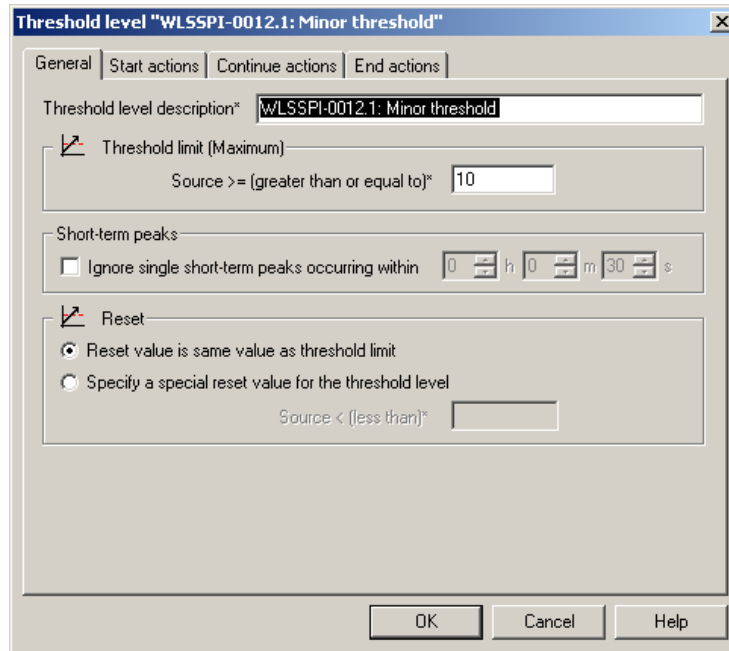 Threshold level "WLSSPI-0012.1: Minor threshold"
General Start actions Continue actions End actions
Threshold level description* WLSSPI-0012.1: Minor threshold
Threshold limit (Maximum)
Source >= (greater than or equal to)* 10
Short-term peaks
Ignore single short-term peaks occurring within 0 h 0 m 30 s
Reset
Reset value is same value as threshold limit
Specify a special reset value for the threshold level
Source < (less than)*
OK Cancel Help